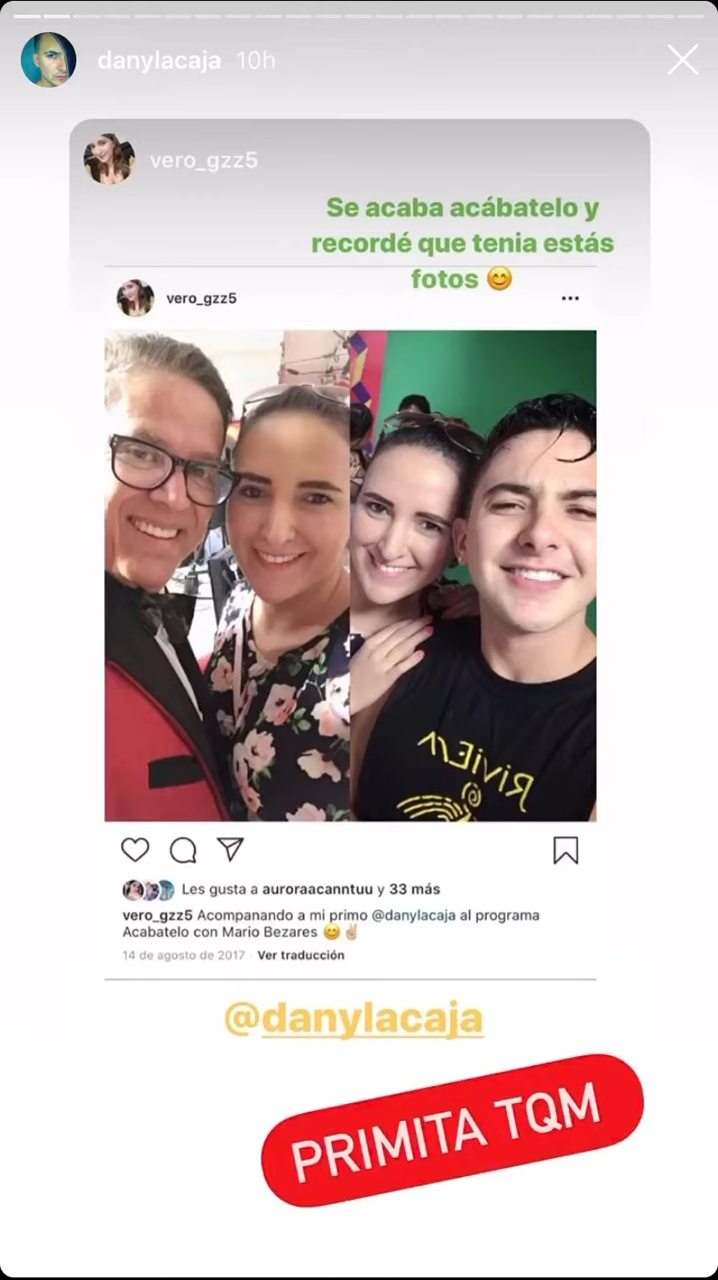 danylacaja 10h
vero_gzz5
Se acaba acábatelo y
recordé que tenia estás
fotos 😊
vero_gzz5
RiViEra
Les gusta a auroraacanntuu y 33 más
vero_gzz5 Acompanando a mi primo @danylacaja al programa
Acabatelo con Mario Bezares 😊✌🏼
14 de agosto de 2017 · Ver traducción
@danylacaja
PRIMITA TQM